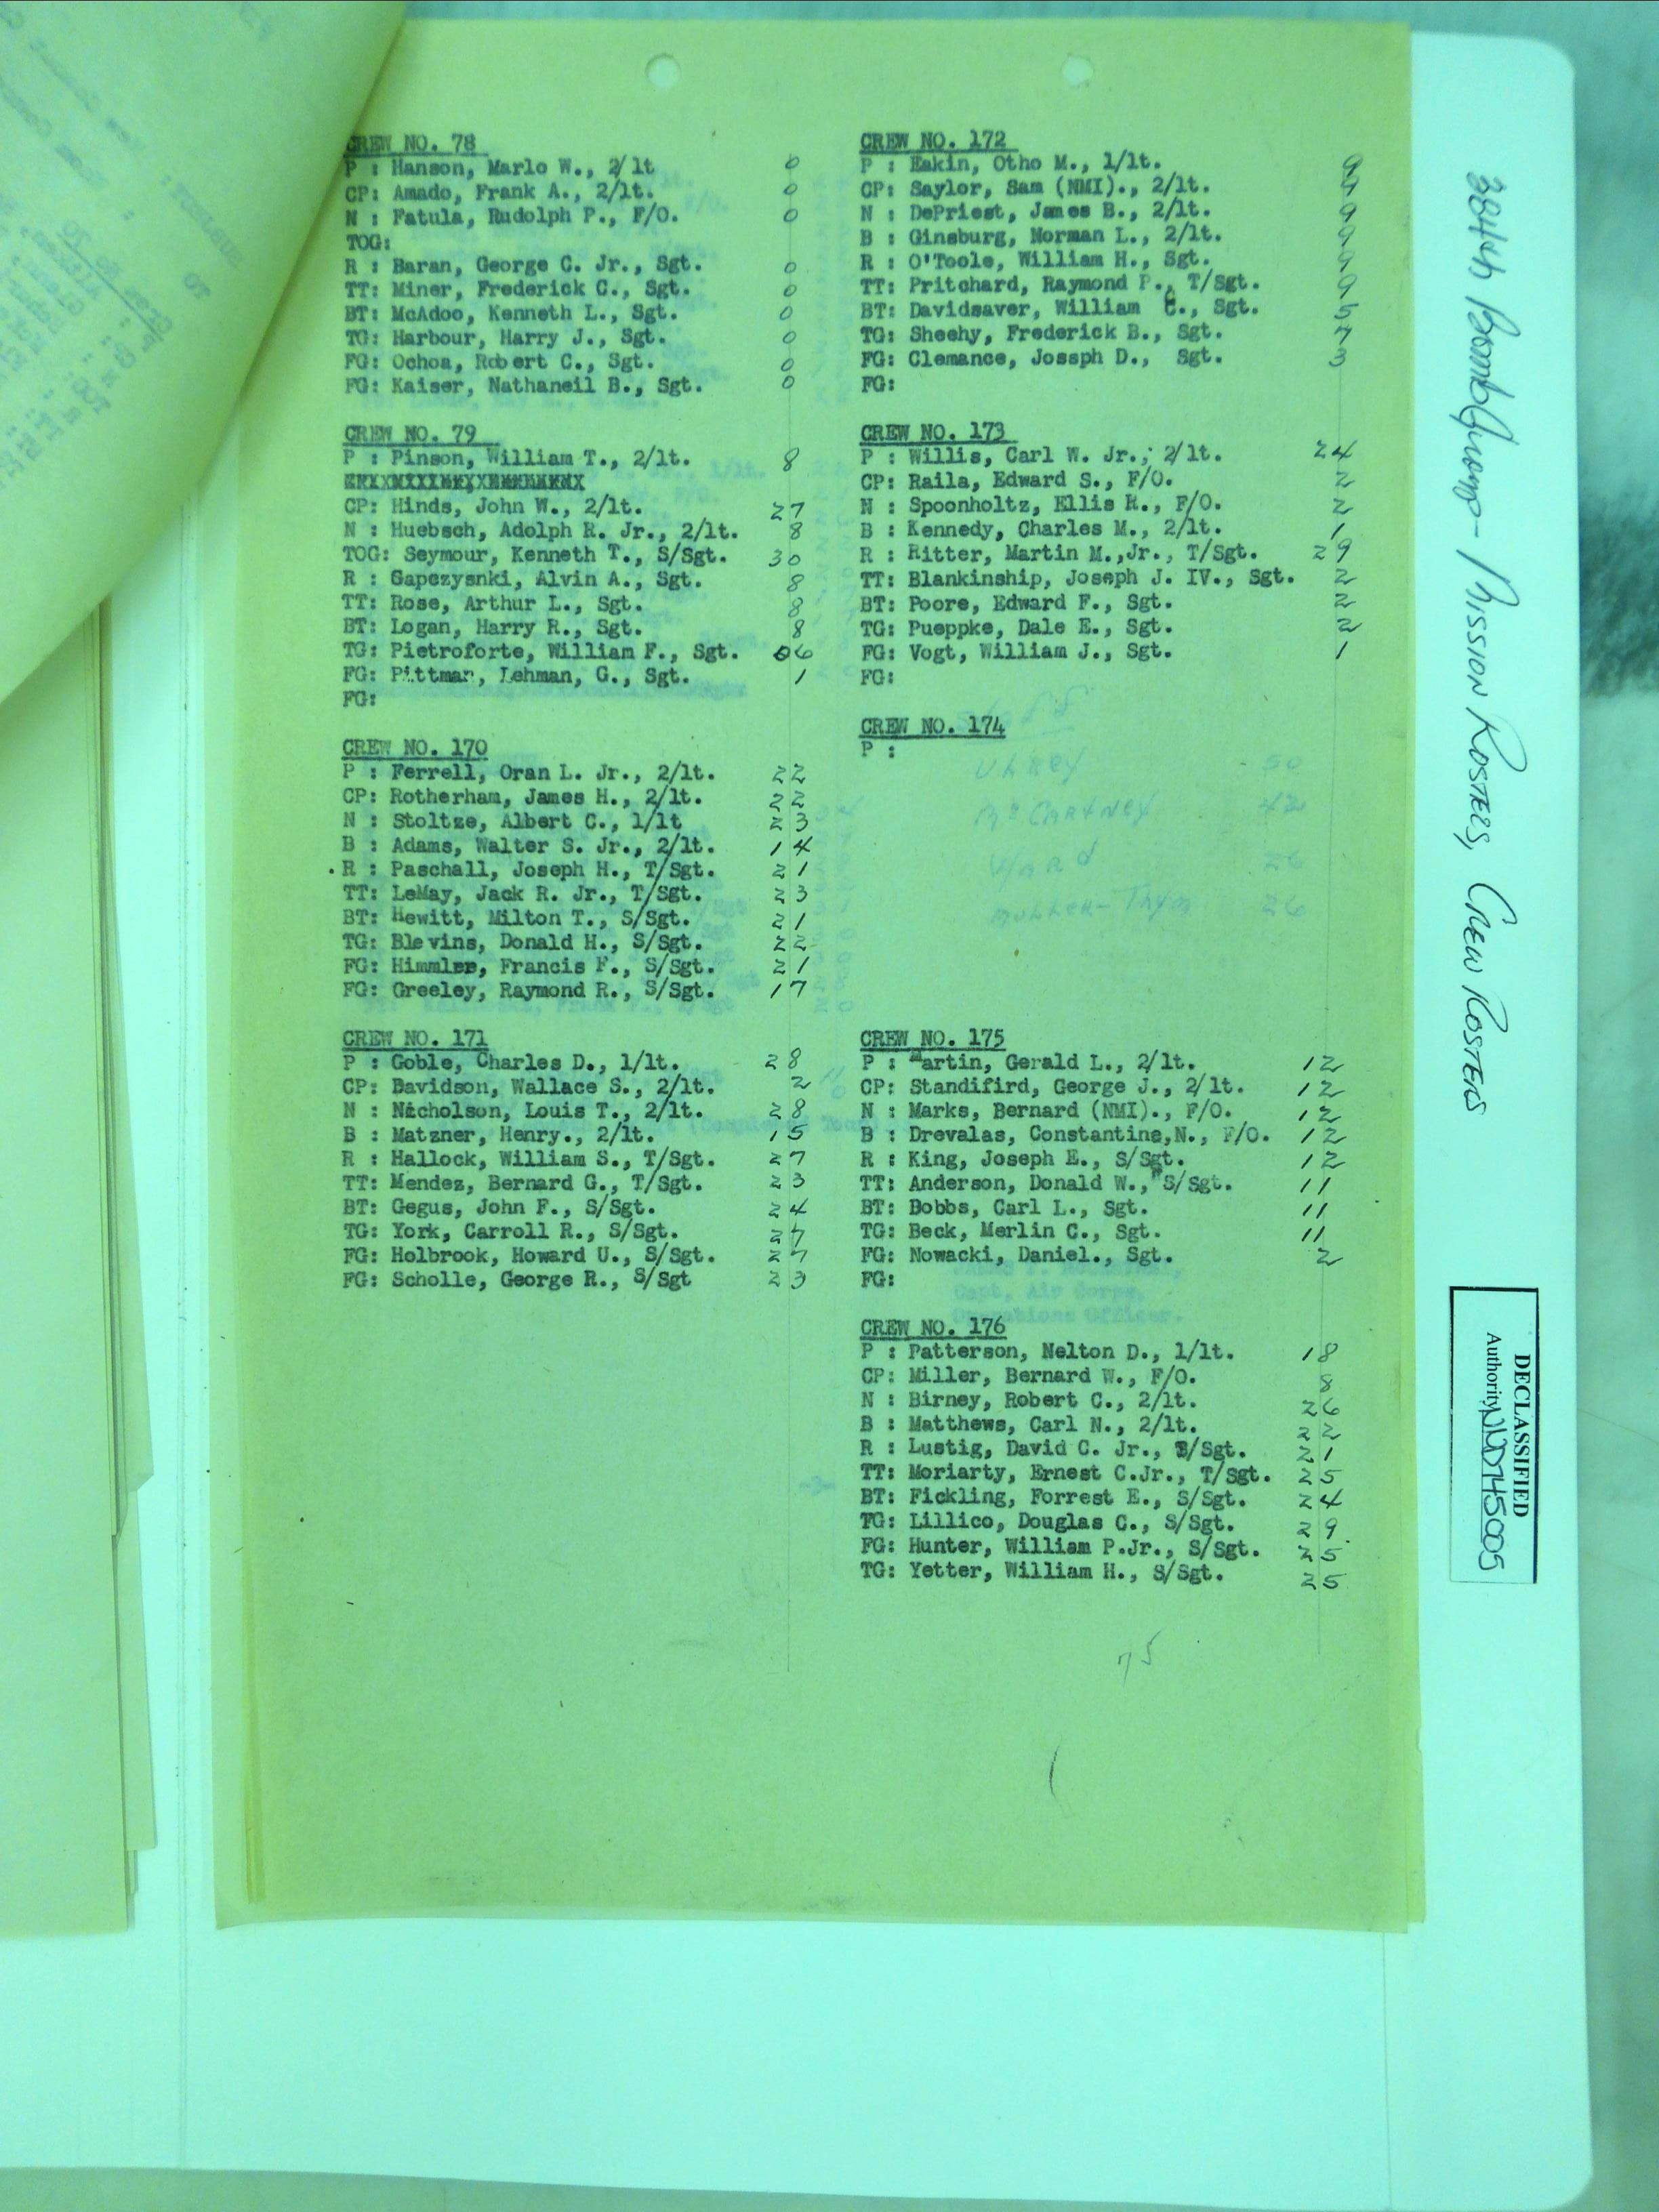 CREW NO. 78
P : Hanson, Marlo W., 2/lt 0
CP: Amado, Frank A., 2/lt. 0
N : Fatula, Rudolph P., F/O. 0
TOG:
R : Baran, George C. Jr., Sgt. 0
TT: Miner, Frederick C., Sgt. 0
BT: McAdoo, Kenneth L., Sgt. 0
TG: Harbour, Harry J., Sgt. 0
FG: Ochoa, Robert C., Sgt. 0
FG: Kaiser, Nathaneil B., Sgt. 0
CREW NO. 79
P : Pinson, William T., 2/lt. 8
CP: Hinds, John W., 2/lt. 27
N : Huebsch, Adolph R. Jr., 2/lt. 8
TOG: Seymour, Kenneth T., S/Sgt. 30
R : Gapczysnki, Alvin A., Sgt. 8
TT: Rose, Arthur L., Sgt. 8
BT: Logan, Harry R., Sgt. 8
TG: Pietroforte, William F., Sgt. 06
FG: Pittman, Lehman, G., Sgt. 1
FG:
CREW NO. 170
P : Ferrell, Oran L. Jr., 2/lt. 22
CP: Rotherham, James H., 2/lt. 22
N : Stoltze, Albert C., 1/lt 23
B : Adams, Walter S. Jr., 2/lt. 14
R : Paschall, Joseph H., T/Sgt. 21
TT: LeMay, Jack R. Jr., T/Sgt. 23
BT: Hewitt, Milton T., S/Sgt. 21
TG: Blevins, Donald H., S/Sgt. 22
FG: Himmler, Francis F., S/Sgt. 21
FG: Greeley, Raymond R., S/Sgt. 17
CREW NO. 171
P : Goble, Charles D., 1/lt. 28
CP: Davidson, Wallace S., 2/lt. 2
N : Nicholson, Louis T., 2/lt. 28
B : Matzner, Henry., 2/lt. 15
R : Hallock, William S., T/Sgt. 27
TT: Mendez, Bernard G., T/Sgt. 23
BT: Gegus, John F., S/Sgt. 24
TG: York, Carroll R., S/Sgt. 27
FG: Holbrook, Howard U., S/Sgt. 27
FG: Scholle, George R., S/Sgt 23
CREW NO. 172
P : Eakin, Otho M., 1/lt. 9
CP: Saylor, Sam (NMI)., 2/lt. 9
N : DePriest, James B., 2/lt. 9
B : Ginsburg, Norman L., 2/lt. 9
R : O'Toole, William H., Sgt. 9
TT: Pritchard, Raymond P., T/Sgt. 9
BT: Davidsaver, William C., Sgt. 5
TG: Sheehy, Frederick B., Sgt. 7
FG: Clemance, Joseph D., Sgt. 3
FG:
CREW NO. 173
P : Willis, Carl W. Jr., 2/lt. 24
CP: Raila, Edward S., F/O. 2
N : Spoonholtz, Ellis R., F/O. 2
B : Kennedy, Charles M., 2/lt. 1
R : Ritter, Martin M.,Jr., T/Sgt. 29
TT: Blankinship, Joseph J. IV., Sgt. 2
BT: Poore, Edward F., Sgt. 2
TG: Pueppke, Dale E., Sgt. 2
FG: Vogt, William J., Sgt. 1
FG:
CREW NO. 174
P :
CREW NO. 175
P : Martin, Gerald L., 2/lt. 12
CP: Standifird, George J., 2/lt. 12
N : Marks, Bernard (NMI)., F/O. 12
B : Drevalas, Constantine,N., F/O. 12
R : King, Joseph E., S/Sgt. 12
TT: Anderson, Donald W., S/Sgt. 11
BT: Bobbs, Carl L., Sgt. 11
TG: Beck, Merlin C., Sgt. 11
FG: Nowacki, Daniel., Sgt. 2
FG:
CREW NO. 176
P : Patterson, Nelton D., 1/lt. 18
CP: Miller, Bernard W., F/O. 8
N : Birney, Robert C., 2/lt. 26
B : Matthews, Carl N., 2/lt. 22
R : Lustig, David C. Jr., T/Sgt. 21
TT: Moriarty, Ernest C.Jr., T/Sgt. 25
BT: Fickling, Forrest E., S/Sgt. 24
TG: Lillico, Douglas C., S/Sgt. 29
FG: Hunter, William P.Jr., S/Sgt. 25
TG: Yetter, William H., S/Sgt. 25
75
384th Bomb Group - Mission Rosters, Crew Rosters
DECLASSIFIED
Authority NND745005